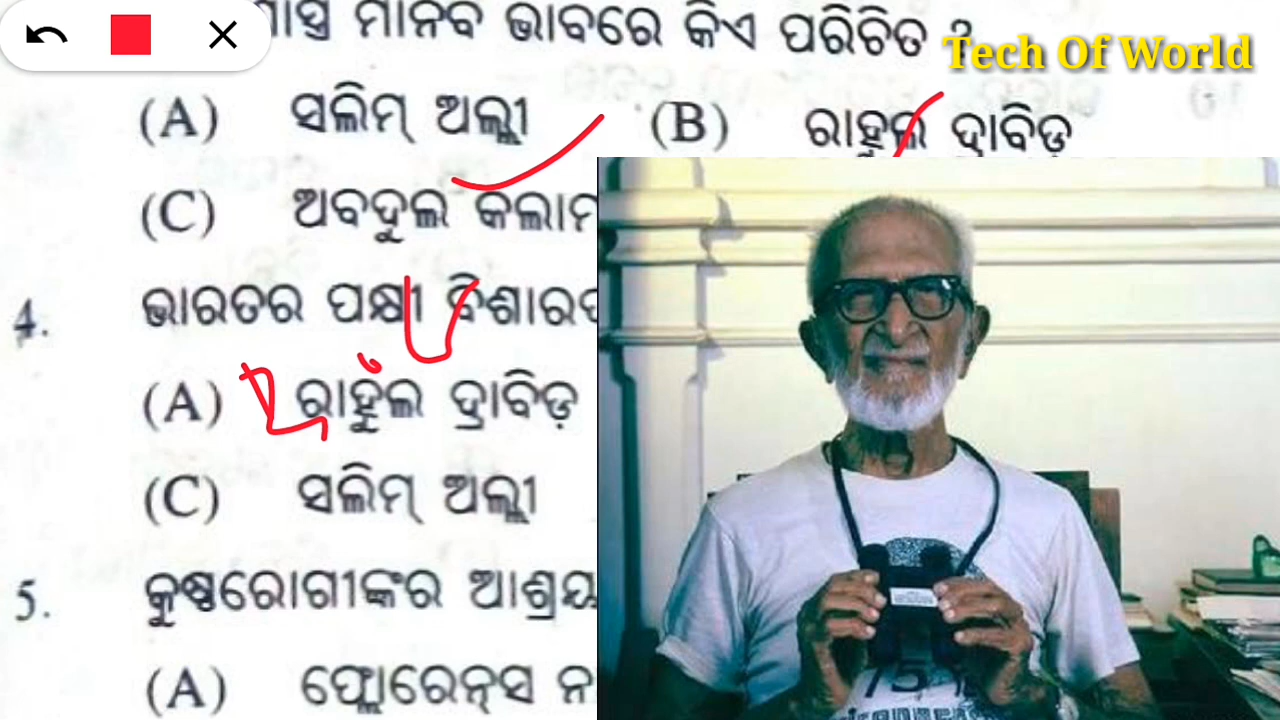 ମାନବ ଭାବରେ କିଏ ପରିଚିତ ?
Tech Of World
(A) ସଲିମ୍ ଅଲ୍ଲୀ (B) ରାହୁଲ ଦ୍ରାବିଡ଼
(C) ଅବଦୁଲ କଲାମ
4. ଭାରତର ପକ୍ଷୀ ବିଶାରଦ
(A) ରାହୁଲ ଦ୍ରାବିଡ଼
(C) ସଲିମ୍ ଅଲ୍ଲୀ
5. କୁଷ୍ଠରୋଗୀଙ୍କର ଆଶ୍ରୟ
(A) ଫ୍ଲୋରେନ୍ସ ନ